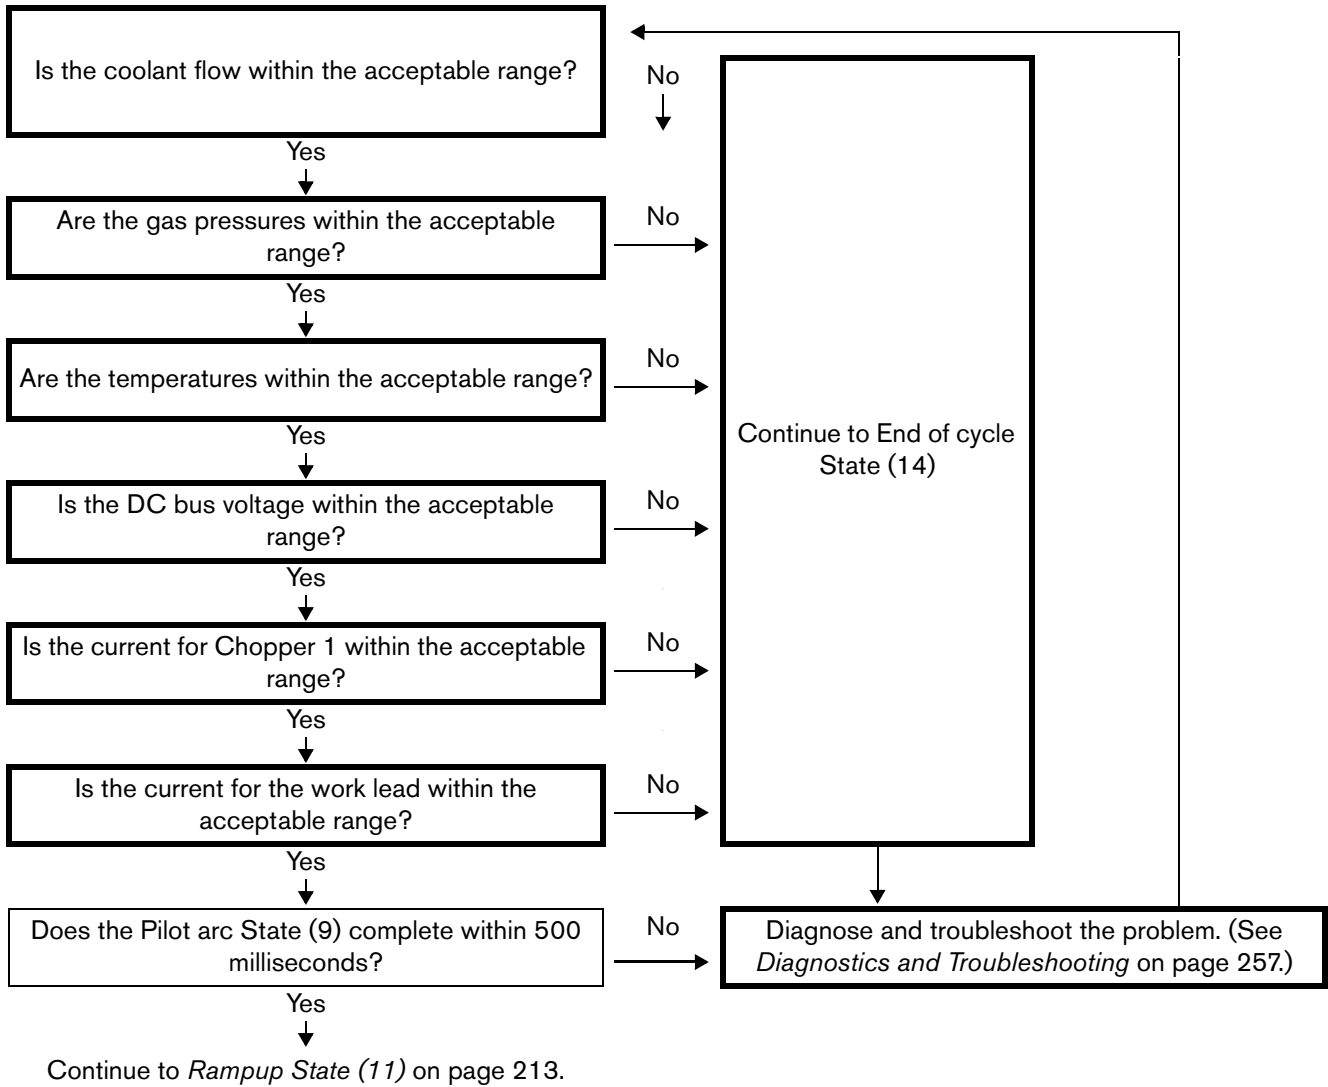 Is the coolant flow within the acceptable range?
No
Yes
Are the gas pressures within the acceptable
range?
No
Yes
Are the temperatures within the acceptable range?
No
Yes
Continue to End of cycle
State (14)
Is the DC bus voltage within the acceptable
range?
No
Yes
Is the current for Chopper 1 within the acceptable
range?
No
Yes
Is the current for the work lead within the
acceptable range?
No
Yes
Does the Pilot arc State (9) complete within 500
milliseconds?
No
Diagnose and troubleshoot the problem. (See
Diagnostics and Troubleshooting on page 257.)
Yes
Continue to Rampup State (11) on page 213.